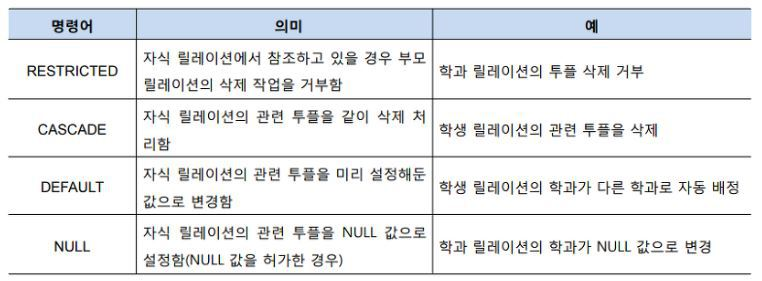 명령어 의미 예
RESTRICTED
자식 릴레이션에서 참조하고 있을 경우 부모
릴레이션의 삭제 작업을 거부함
학과 릴레이션의 투플 삭제 거부
CASCADE
자식 릴레이션의 관련 투플을 같이 삭제 처
리함
학생 릴레이션의 관련 투플을 삭제
DEFAULT
자식 릴레이션의 관련 투플을 미리 설정해둔
값으로 변경함
학생 릴레이션의 학과가 다른 학과로 자동 배정
NULL
자식 릴레이션의 관련 투플을 NULL 값으로
설정함(NULL 값을 허가한 경우)
학과 릴레이션의 학과가 NULL 값으로 변경